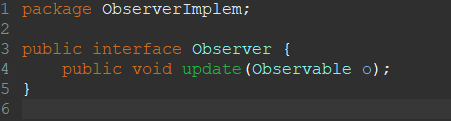 1 package ObserverImplem;
2
3 public interface Observer {
4     public void update(Observable o);
5 }
6